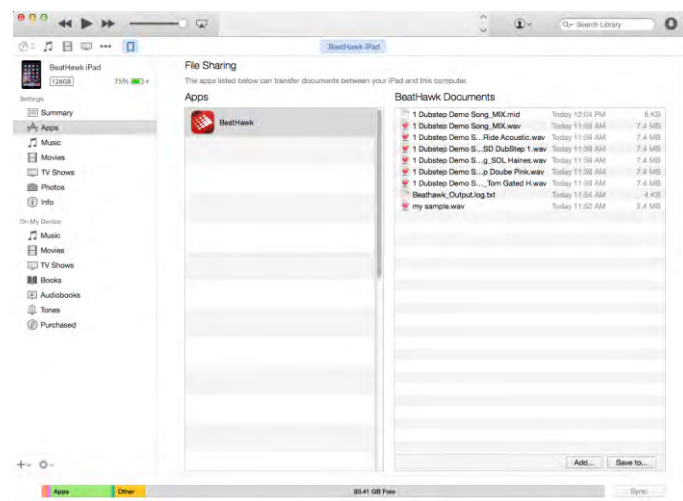 Search Library
BeatHawk iPad
BeatHawk iPad
128GB
75%
Settings
Summary
Apps
Music
Movies
TV Shows
Photos
Info
On My Device
Music
Movies
TV Shows
Books
Audiobooks
Tones
Purchased
File Sharing
The apps listed below can transfer documents between your iPad and this computer.
Apps
BeatHawk
BeatHawk Documents
1 Dubstep Demo Song_MIX.mid Today 12:04 PM 8 KB
1 Dubstep Demo Song_MIX.wav Today 11:59 AM 7.4 MB
1 Dubstep Demo S...Ride Acoustic.wav Today 11:59 AM 7.4 MB
1 Dubstep Demo S...SD DubStep 1.wav Today 11:59 AM 7.4 MB
1 Dubstep Demo S...g_SOL Haines.wav Today 11:59 AM 7.4 MB
1 Dubstep Demo S...p Doube Pink.wav Today 11:59 AM 7.4 MB
1 Dubstep Demo S..._Tom Gated H.wav Today 11:59 AM 7.4 MB
Beathawk_Output.log.txt Today 11:54 AM 4 KB
my sample.wav Today 11:52 AM 2.4 MB
Add... Save to...
Apps Other 93.41 GB Free Sync